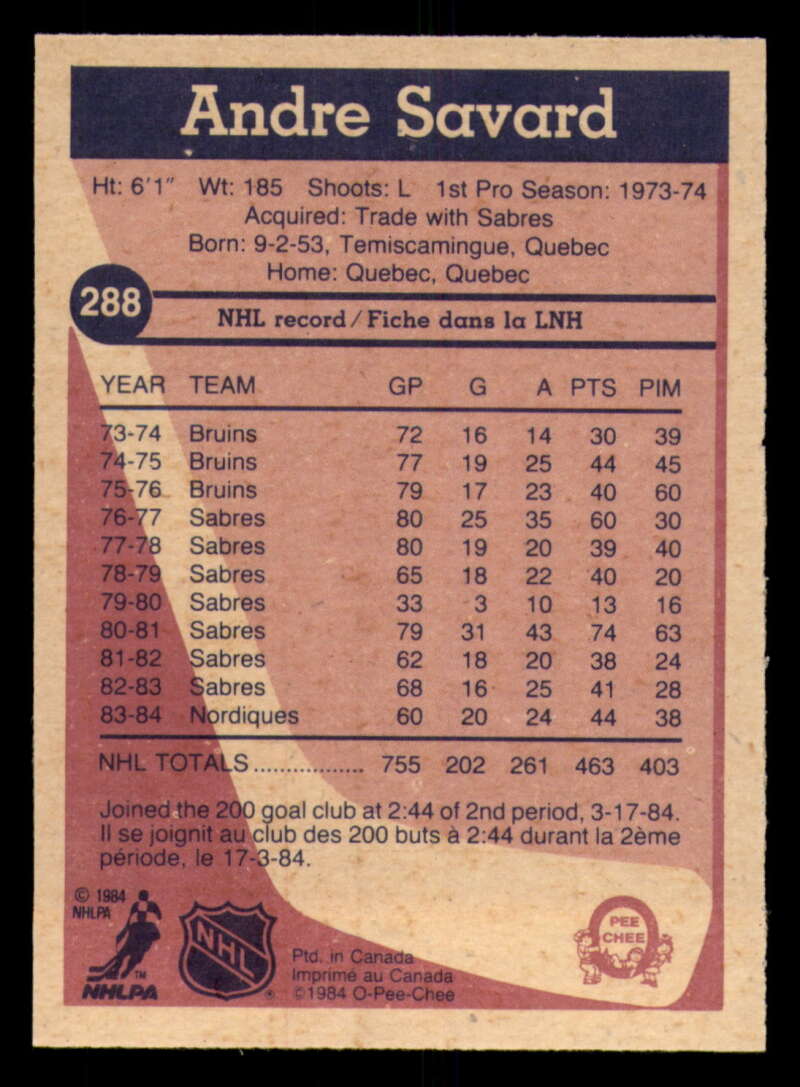 Andre Savard
Ht: 6'1" Wt: 185 Shoots: L 1st Pro Season: 1973-74
Acquired: Trade with Sabres
Born: 9-2-53, Temiscamingue, Quebec
Home: Quebec, Quebec
288
NHL record/Fiche dans la LNH
YEAR TEAM GP G A PTS PIM
73-74 Bruins 72 16 14 30 39
74-75 Bruins 77 19 25 44 45
75-76 Bruins 79 17 23 40 60
76-77 Sabres 80 25 35 60 30
77-78 Sabres 80 19 20 39 40
78-79 Sabres 65 18 22 40 20
79-80 Sabres 33 3 10 13 16
80-81 Sabres 79 31 43 74 63
81-82 Sabres 62 18 20 38 24
82-83 Sabres 68 16 25 41 28
83-84 Nordiques 60 20 24 44 38
NHL TOTALS................. 755 202 261 463 403
Joined the 200 goal club at 2:44 of 2nd period, 3-17-84.
Il se joignit au club des 200 buts à 2:44 durant la 2ème
période, le 17-3-84.
© 1984
NHLPA
TM
NHLPA
NHL
®
Ptd. in Canada
Imprimé au Canada
©1984 O-Pee-Chee
PEE
CHEE